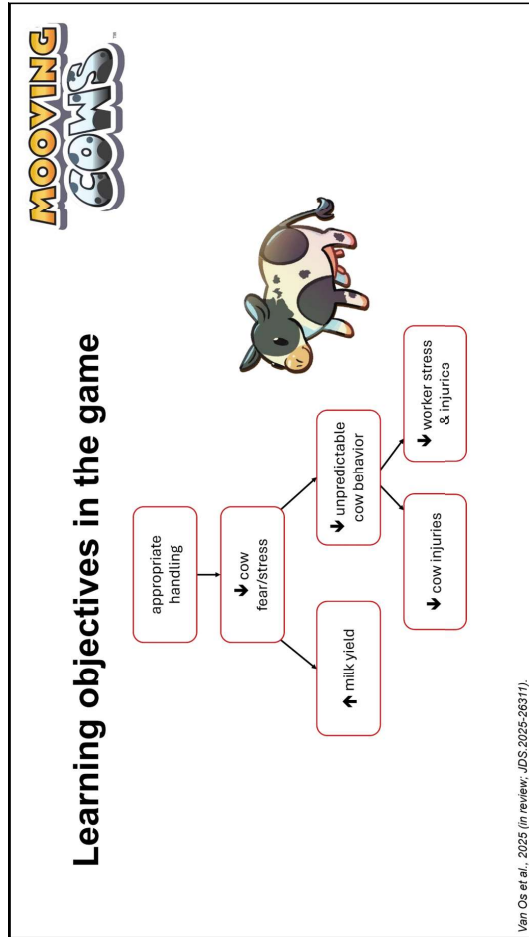 MOOVING
COWS
TM
Learning objectives in the game
appropriate
handling
↓ cow
fear/stress
↑ milk yield
↓ unpredictable
cow behavior
↓ cow injuries
↓ worker stress
& injuries
Van Os et al., 2025 (in review; JDS.2025-26311).